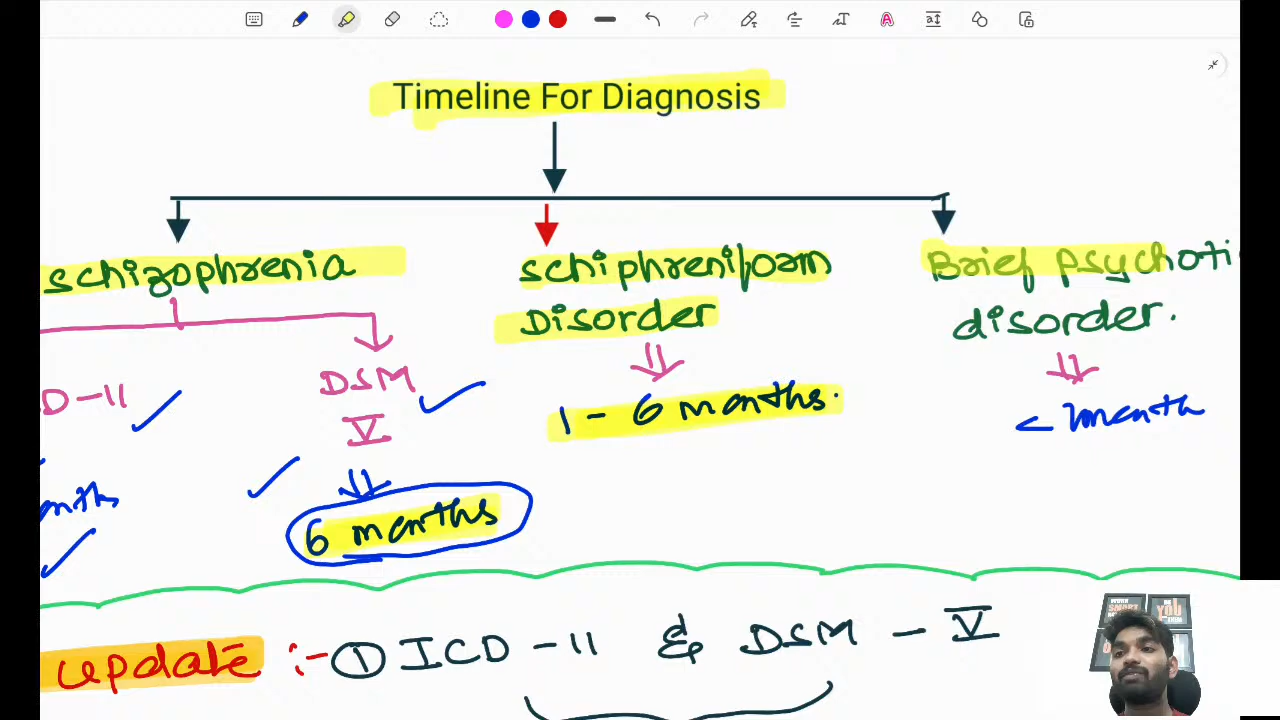 Timeline For Diagnosis
schizophrenia
schiphreniform
Disorder
Brief psychoti
disorder.
D-11
DSM
V
1 - 6 months.
< 1month
onths
6 months
update :- ① ICD - 11 & DSM - V